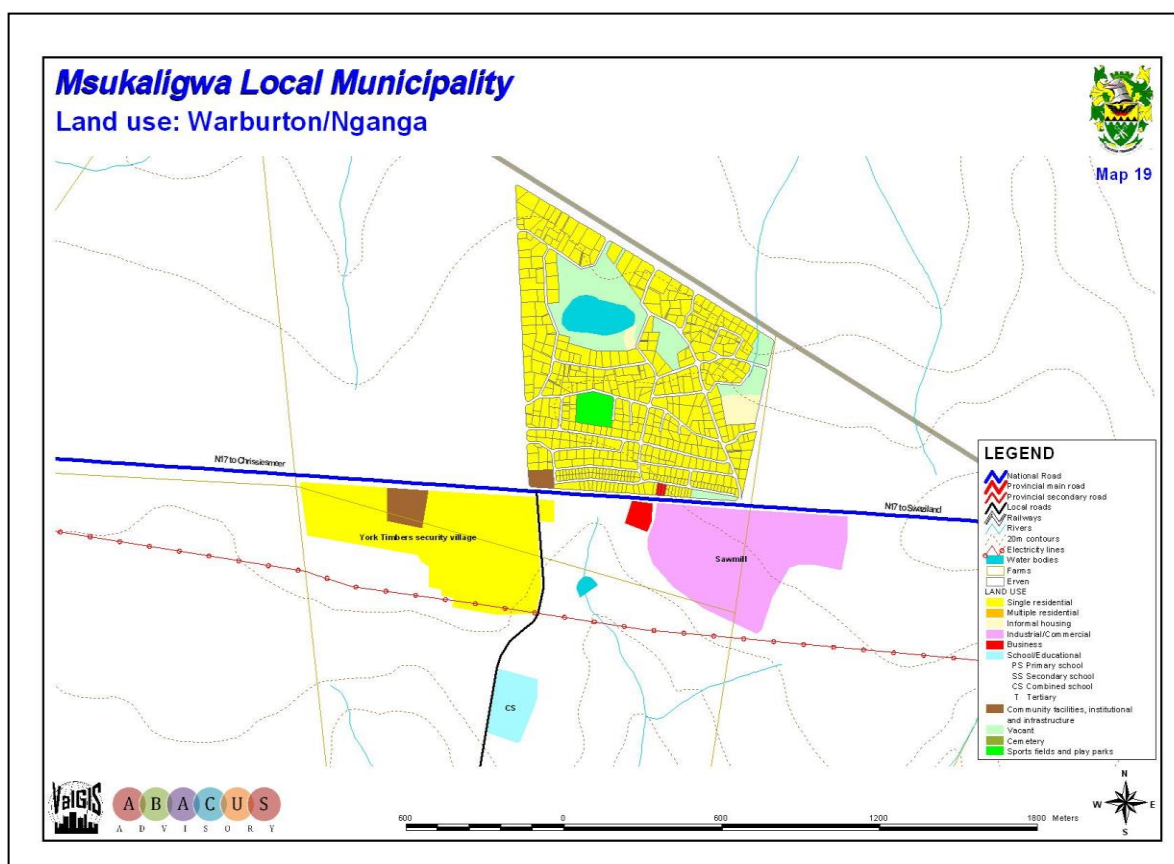 Msukaligwa Local Municipality
Land use: Warburton/Nganga
Map 19
N17 to Chrissiesmeer
N17 to Swaziland
York Timbers security village
Sawmill
CS
LEGEND
National Road
Provincial main road
Provincial secondary road
Local roads
Railways
Rivers
20m contours
Electricity lines
Water bodies
Farms
Erven
LAND USE
Single residential
Multiple residential
Informal housing
Industrial/Commercial
Business
School/Educational
PS Primary school
SS Secondary school
CS Combined school
T Tertiary
Community facilities, institutional
and infrastructure
Vacant
Cemetery
Sports fields and play parks
ValGIS
ABACUS
ADVISORY
600 0 600 1200 1800 Meters
N
W E
S